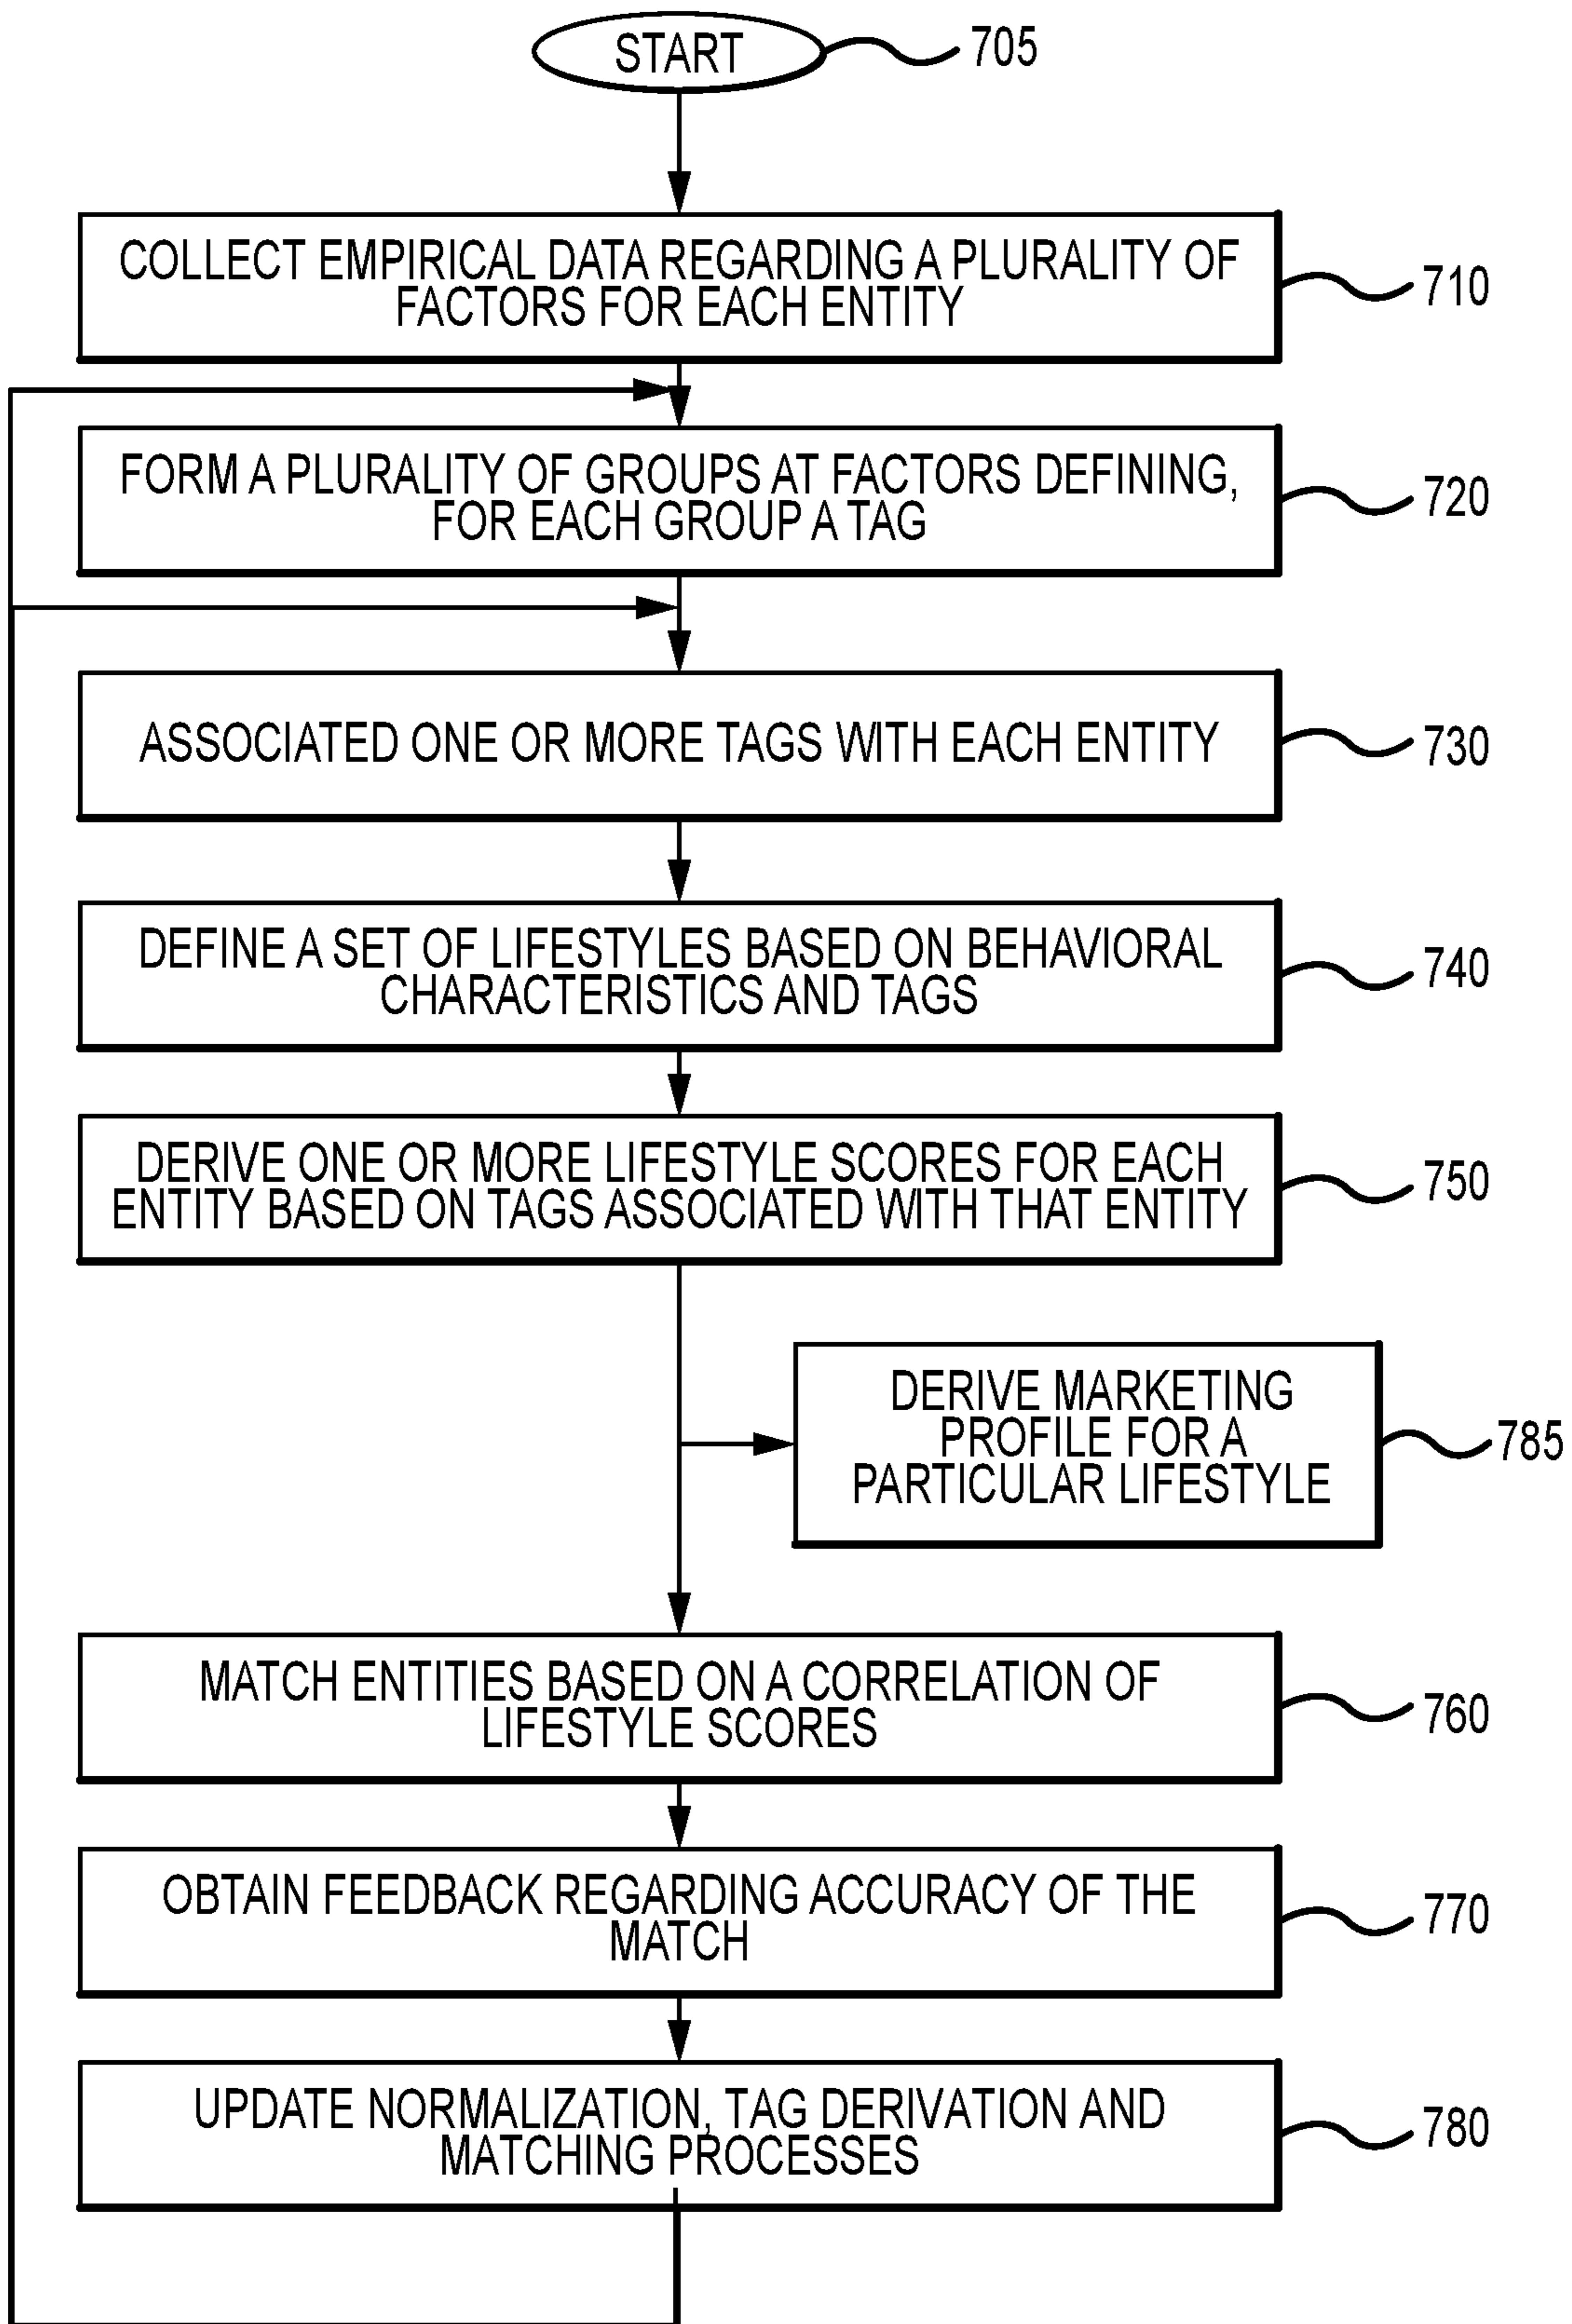 START
705
COLLECT EMPIRICAL DATA REGARDING A PLURALITY OF
FACTORS FOR EACH ENTITY
710
FORM A PLURALITY OF GROUPS AT FACTORS DEFINING,
FOR EACH GROUP A TAG
720
ASSOCIATED ONE OR MORE TAGS WITH EACH ENTITY
730
DEFINE A SET OF LIFESTYLES BASED ON BEHAVIORAL
CHARACTERISTICS AND TAGS
740
DERIVE ONE OR MORE LIFESTYLE SCORES FOR EACH
ENTITY BASED ON TAGS ASSOCIATED WITH THAT ENTITY
750
DERIVE MARKETING
PROFILE FOR A
PARTICULAR LIFESTYLE
785
MATCH ENTITIES BASED ON A CORRELATION OF
LIFESTYLE SCORES
760
OBTAIN FEEDBACK REGARDING ACCURACY OF THE
MATCH
770
UPDATE NORMALIZATION, TAG DERIVATION AND
MATCHING PROCESSES
780